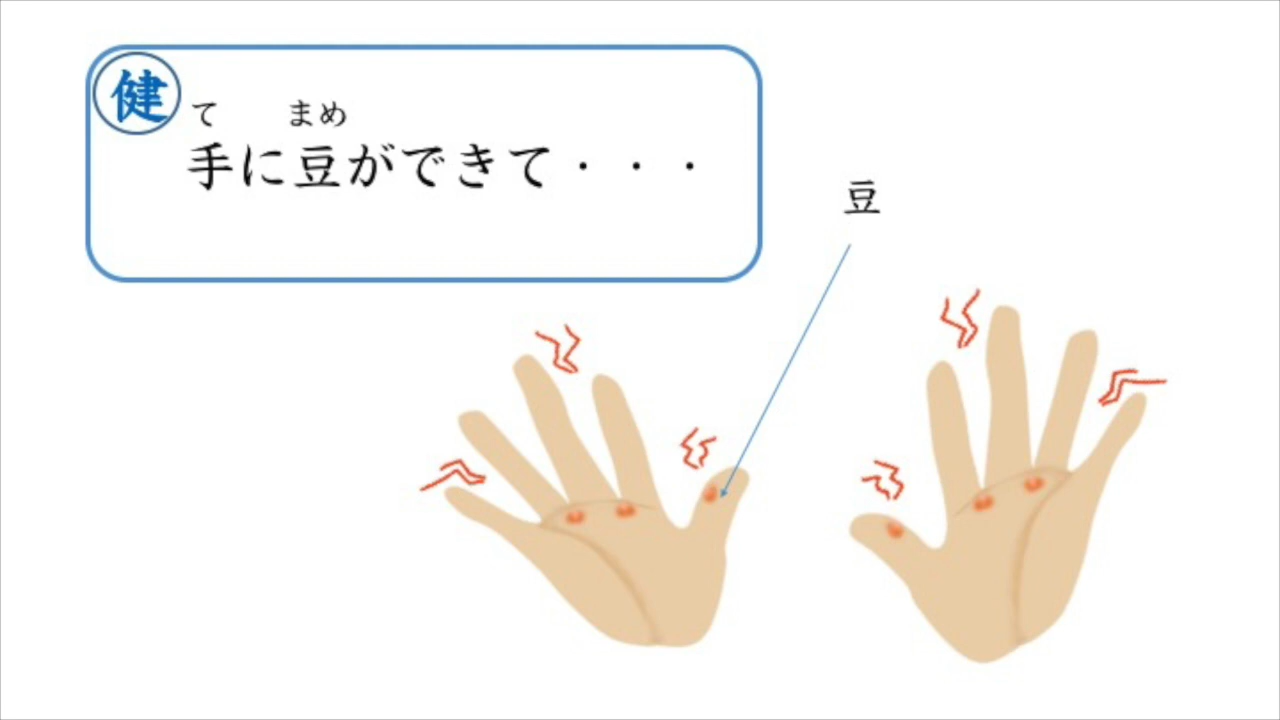 健
て まめ
手に豆ができて・・・
豆